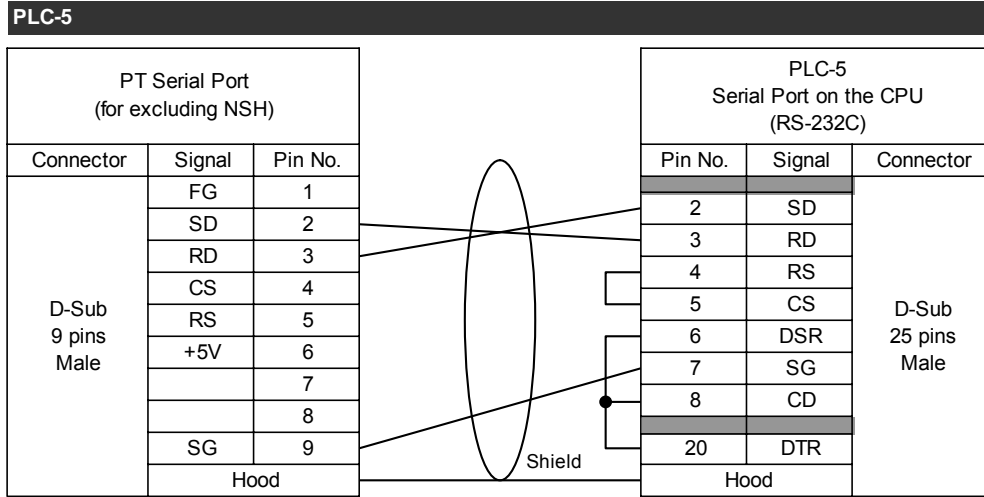 PLC-5
PT Serial Port
(for excluding NSH)
Connector Signal Pin No.
D-Sub
9 pins
Male
FG 1
SD 2
RD 3
CS 4
RS 5
+5V 6
7
8
SG 9
Hood
Shield
PLC-5
Serial Port on the CPU
(RS-232C)
Pin No. Signal Connector
2 SD
3 RD
4 RS
5 CS
6 DSR
7 SG
8 CD
20 DTR
D-Sub
25 pins
Male
Hood